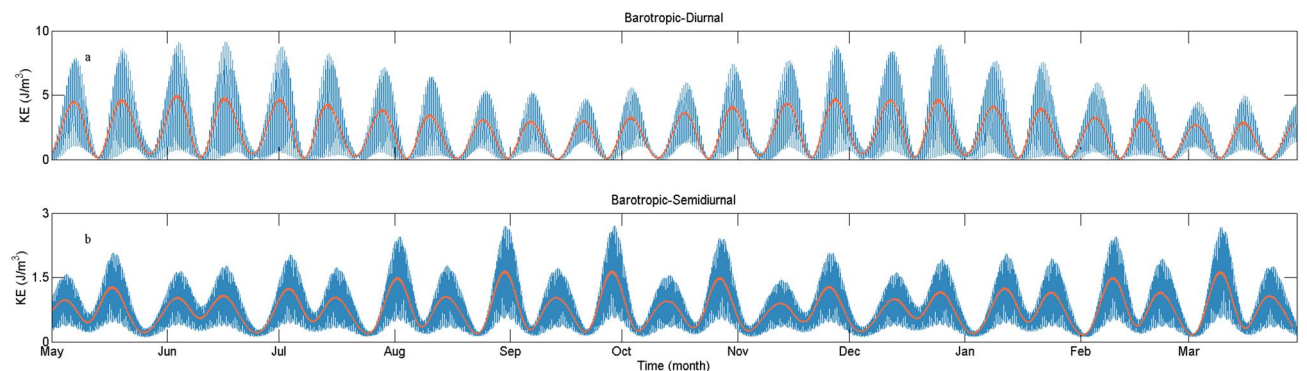 Barotropic-Diurnal
10
a
KE (J/m³)
5
0
Barotropic-Semidiurnal
3
b
KE (J/m³)
1.5
0
May Jun Jul Aug Sep Oct Nov Dec Jan Feb Mar
Time (month)